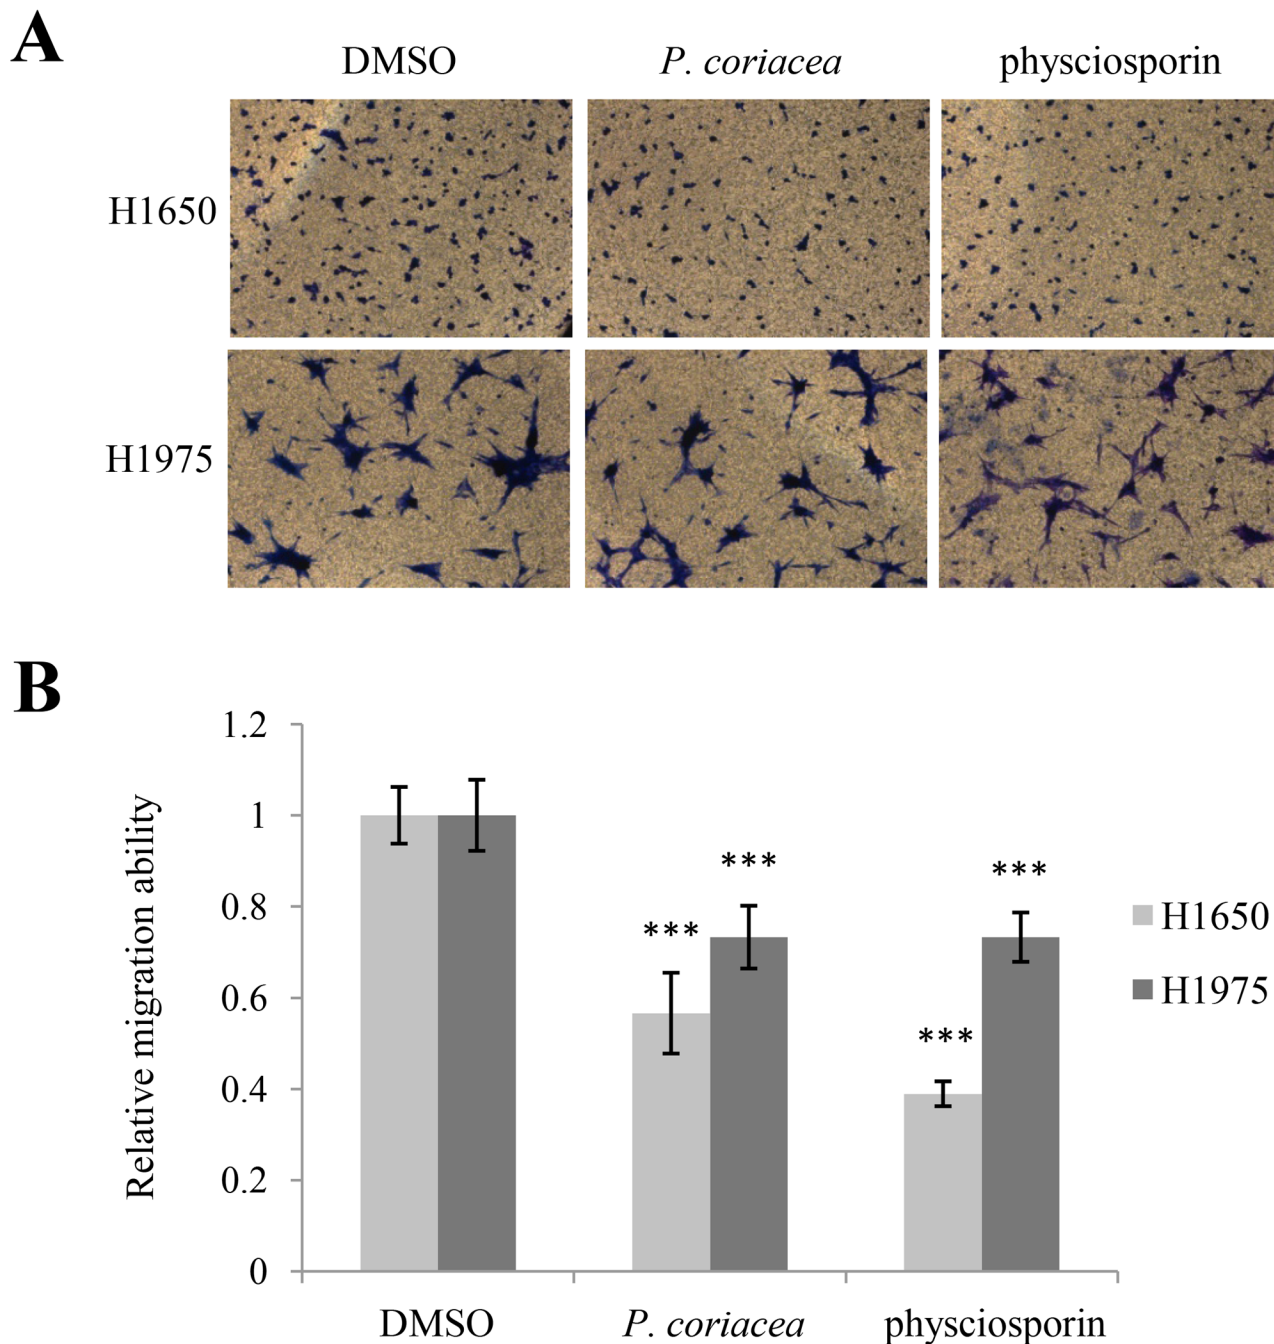 A
DMSO P. coriacea physciosporin
H1650
H1975
B
Relative migration ability
1.2
1
0.8
0.6
0.4
0.2
0
***
***
***
***
H1650
H1975
DMSO P. coriacea physciosporin